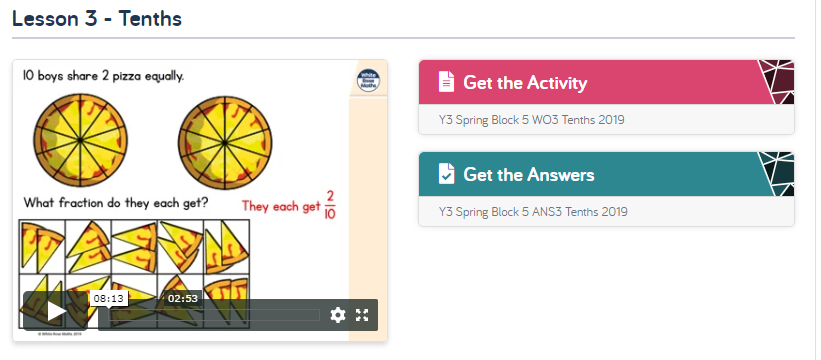 Lesson 3 - Tenths
10 boys share 2 pizza equally.
White
Rose
Maths
What fraction do they each get?
They each get 2/10
08:13
02:53
© White Rose Maths 2019
Get the Activity
Y3 Spring Block 5 WO3 Tenths 2019
Get the Answers
Y3 Spring Block 5 ANS3 Tenths 2019